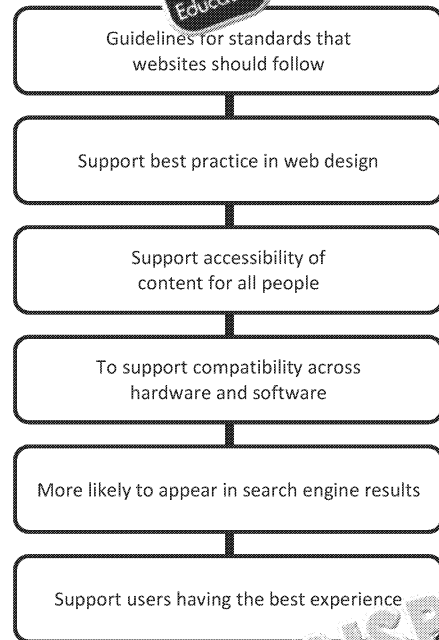 Guidelines for standards that
websites should follow
Support best practice in web design
Support accessibility of
content for all people
To support compatibility across
hardware and software
More likely to appear in search engine results
Support users having the best experience